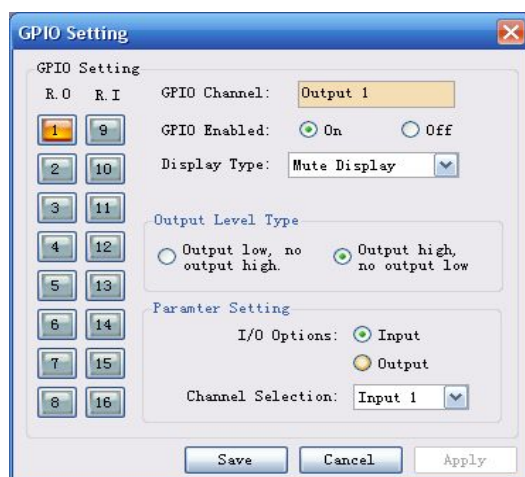 GPIO Setting
GPIO Setting
R.O R.I
GPIO Channel: Output 1
1 9
GPIO Enabled: On Off
2 10
Display Type: Mute Display
3 11
Output Level Type
4 12
Output low, no output high.
Output high, no output low
5 13
Paramter Setting
6 14
I/O Options: Input
Output
7 15
Channel Selection: Input 1
8 16
Save Cancel Apply